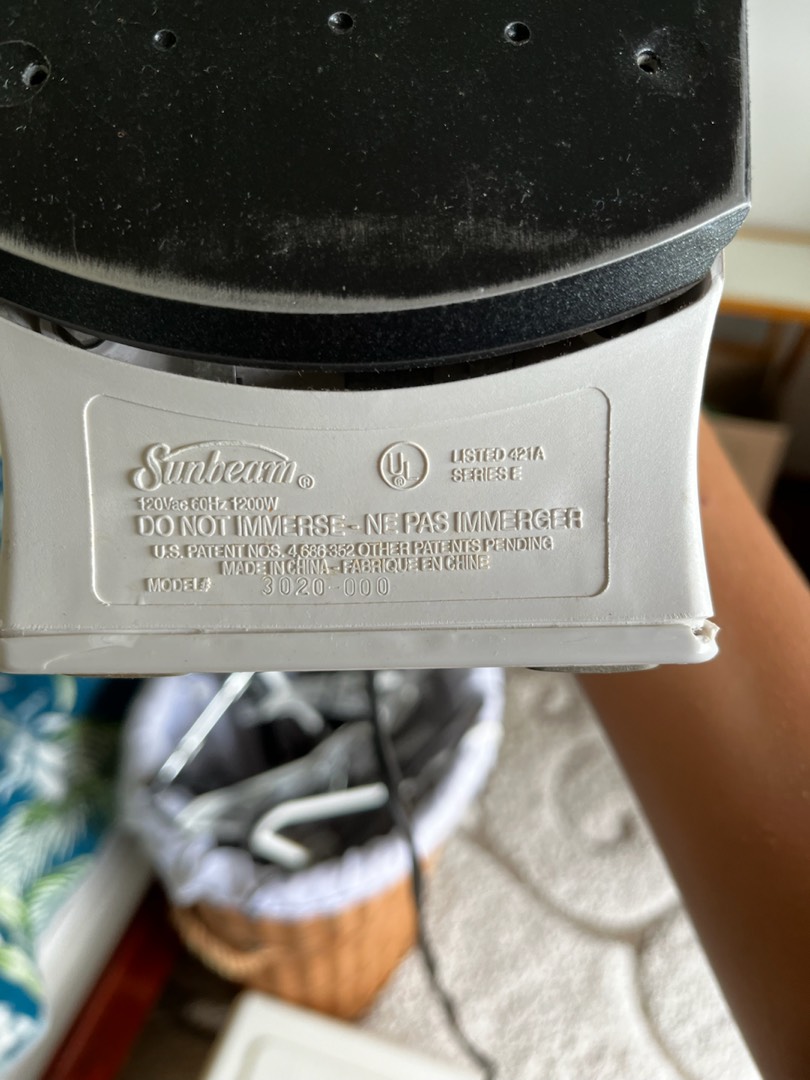 Sunbeam®
UL®
LISTED 421A
SERIES E
120Vac 60Hz 1200W
DO NOT IMMERSE - NE PAS IMMERGER
U.S. PATENT NOS. 4,686,352 OTHER PATENTS PENDING
MADE IN CHINA - FABRIQUE EN CHINE
MODEL# 3020-000